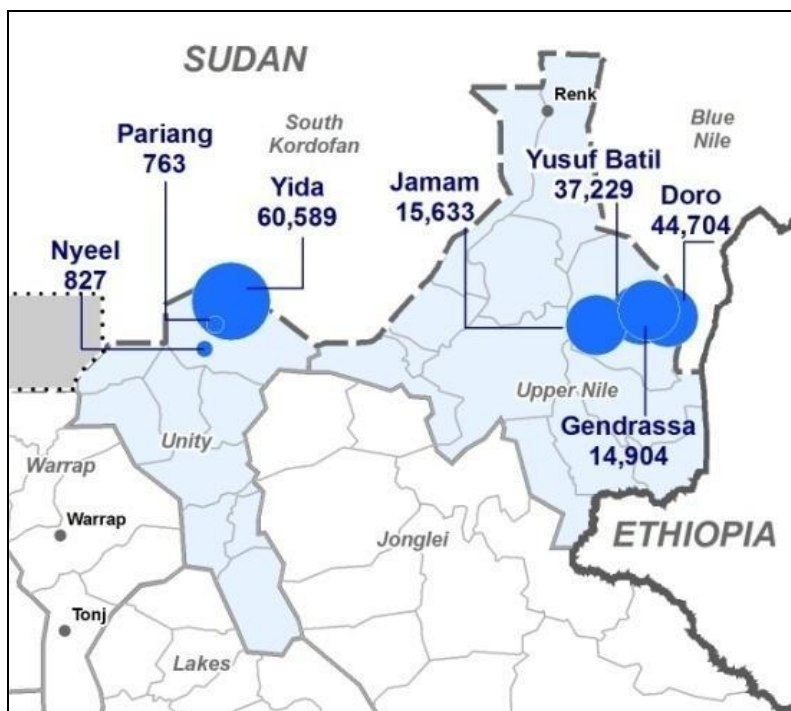 SUDAN
Renk
South
Kordofan
Blue
Nile
Pariang
763
Yida
60,589
Jamam
15,633
Yusuf Batil
37,229
Doro
44,704
Nyeel
827
Upper Nile
Gendrassa
14,904
Unity
Warrap
Warrap
Jonglei
ETHIOPIA
Tonj
Lakes